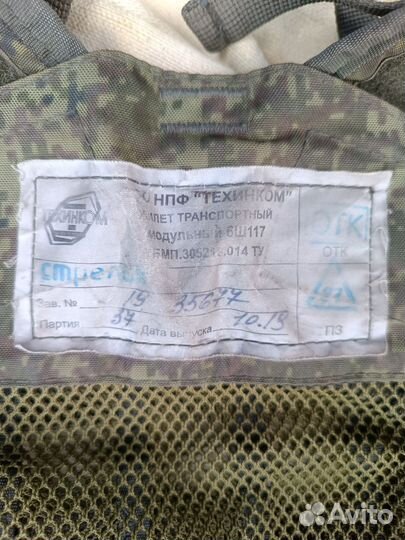 ТЕХИНКОМ
НПФ "ТЕХИНКОМ"
ЖИЛЕТ ТРАНСПОРТНЫЙ
модульный 6Ш117
ТУ
ОТК
Зав. № 19 35677
Партия 37 Дата выпуска 10.19 ПЗ
Avito